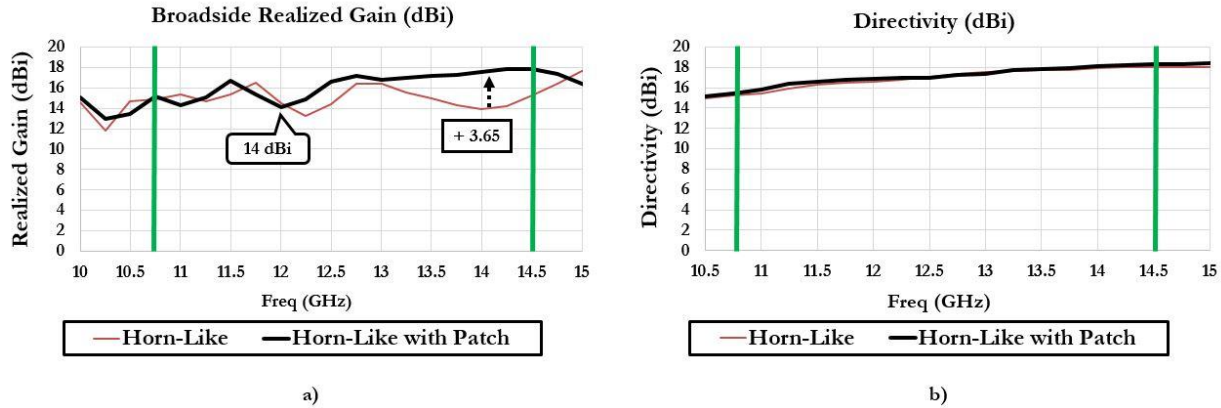 Broadside Realized Gain (dBi)
Realized Gain (dBi)
20
18
16
14
12
10
8
6
4
2
0
14 dBi
+ 3.65
10 10.5 11 11.5 12 12.5 13 13.5 14 14.5 15
Freq (GHz)
Horn-Like Horn-Like with Patch
a)
Directivity (dBi)
Directivity (dBi)
20
18
16
14
12
10
8
6
4
2
0
10.5 11 11.5 12 12.5 13 13.5 14 14.5 15
Freq (GHz)
Horn-Like Horn-Like with Patch
b)